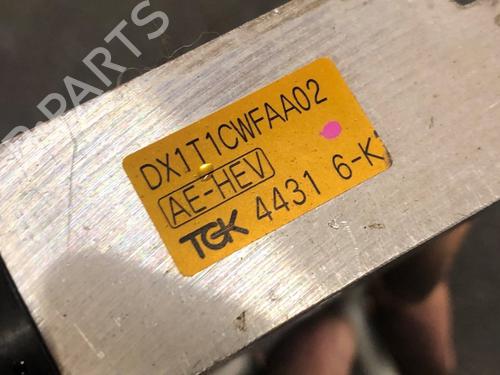 PARTS
DX1T1CWFAA02
AE-HEV
TGK 4431 6-K